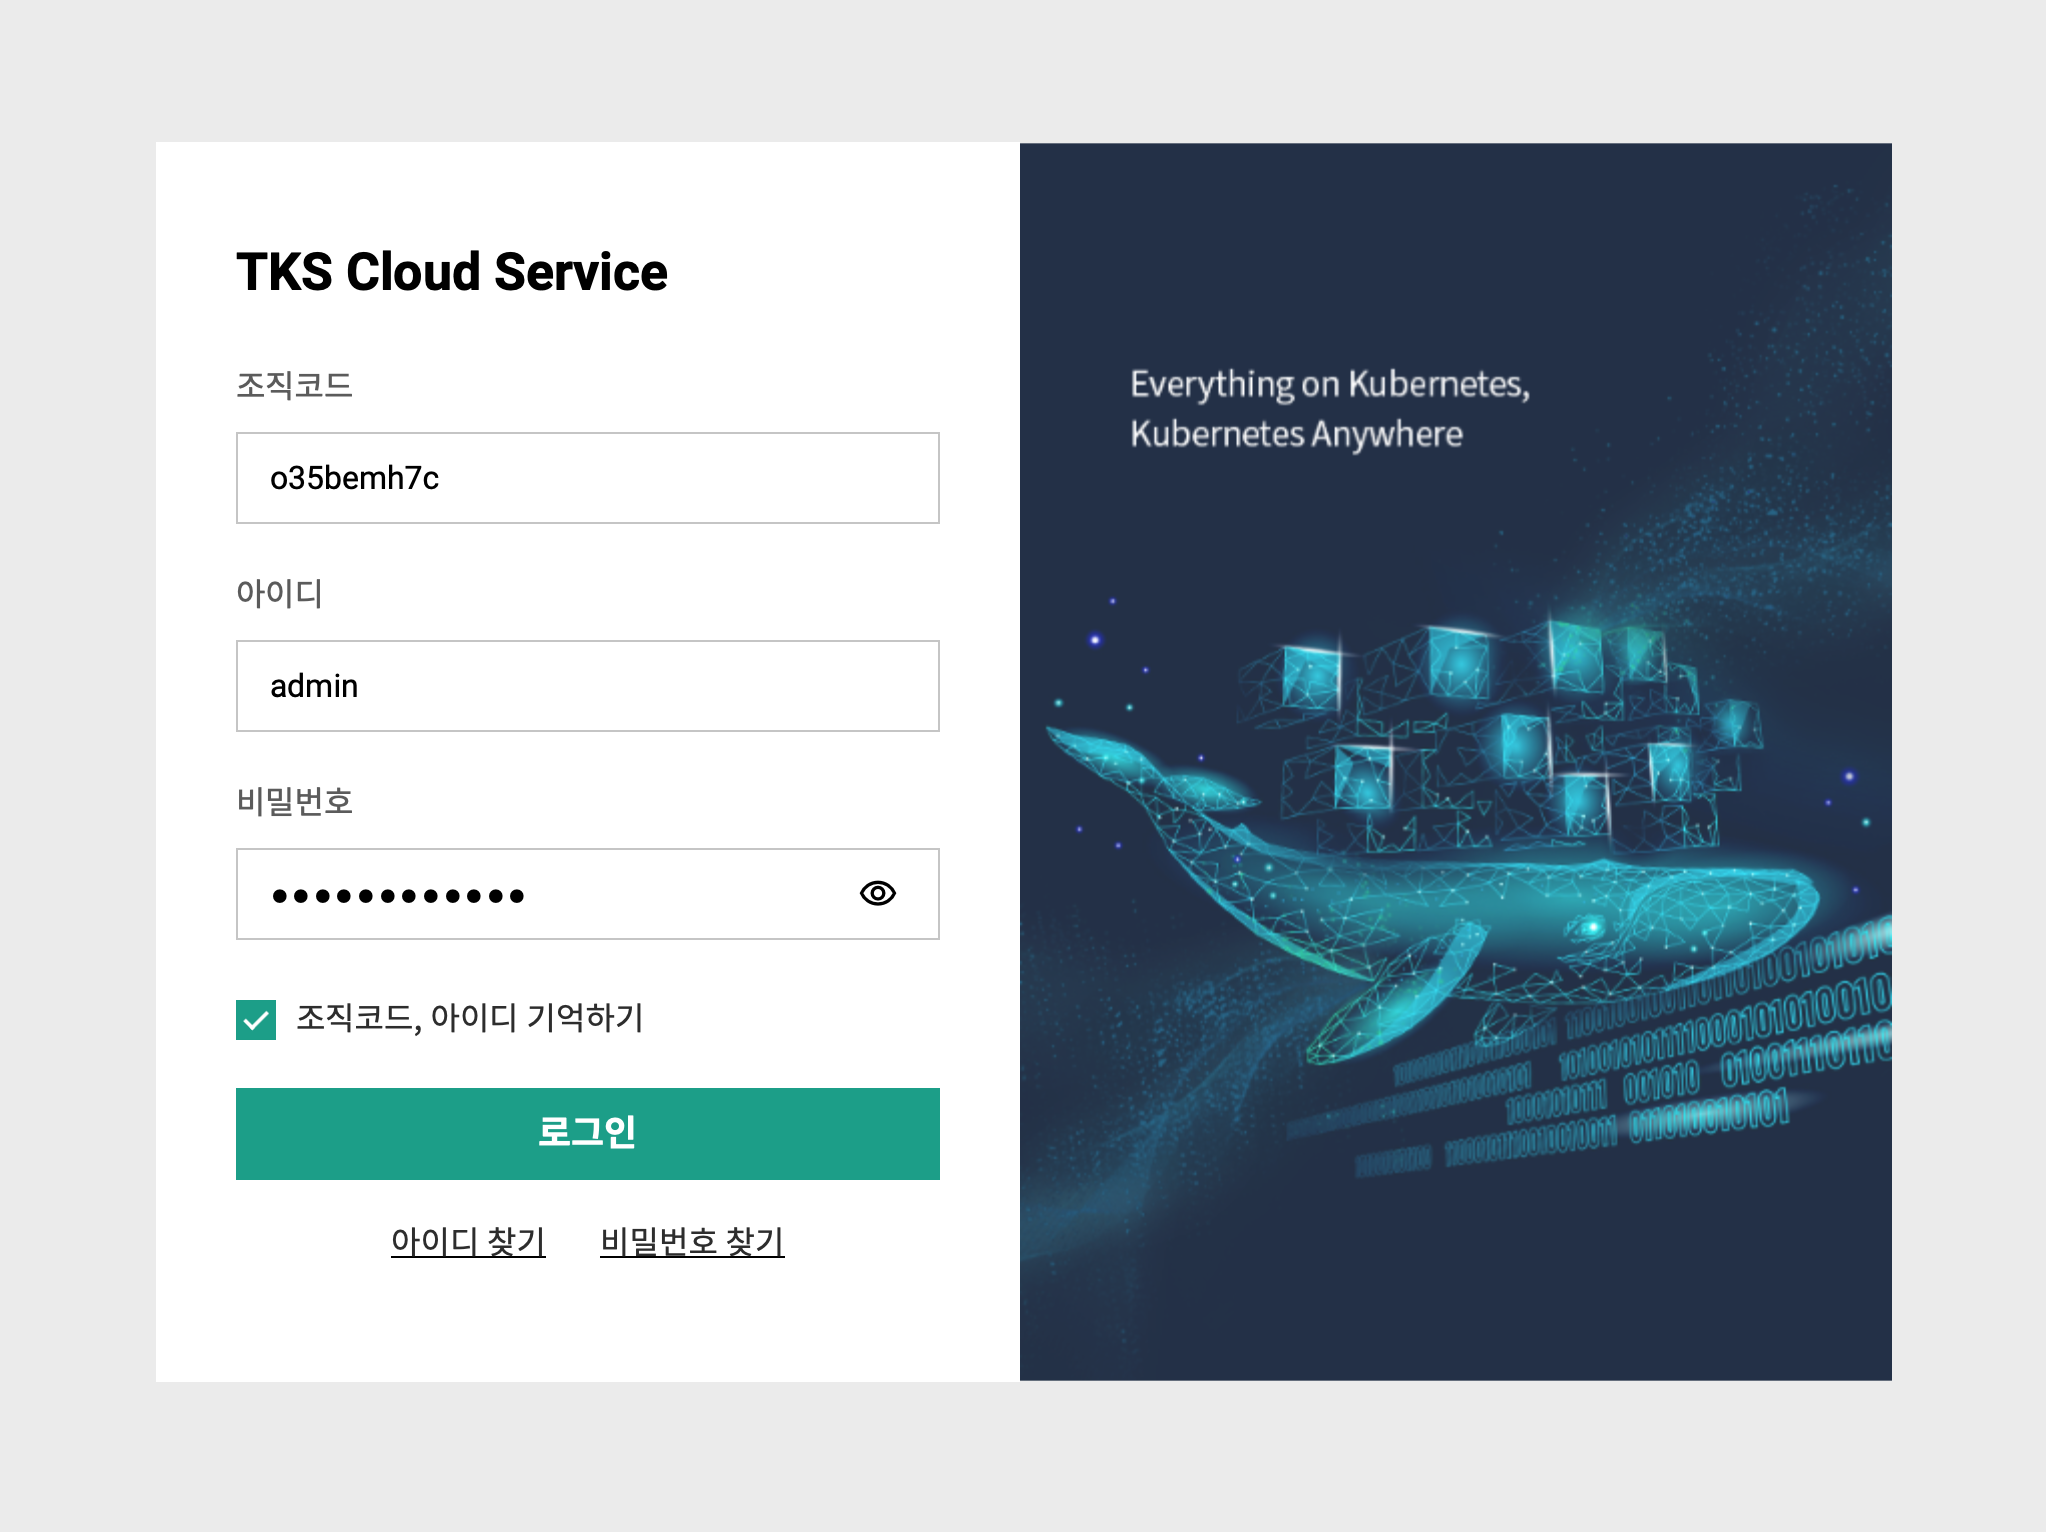 TKS Cloud Service
조직코드
o35bemh7c
아이디
admin
비밀번호
••••••••••••
조직코드, 아이디 기억하기
로그인
아이디 찾기 비밀번호 찾기
Everything on Kubernetes,
Kubernetes Anywhere
001010
011010010101